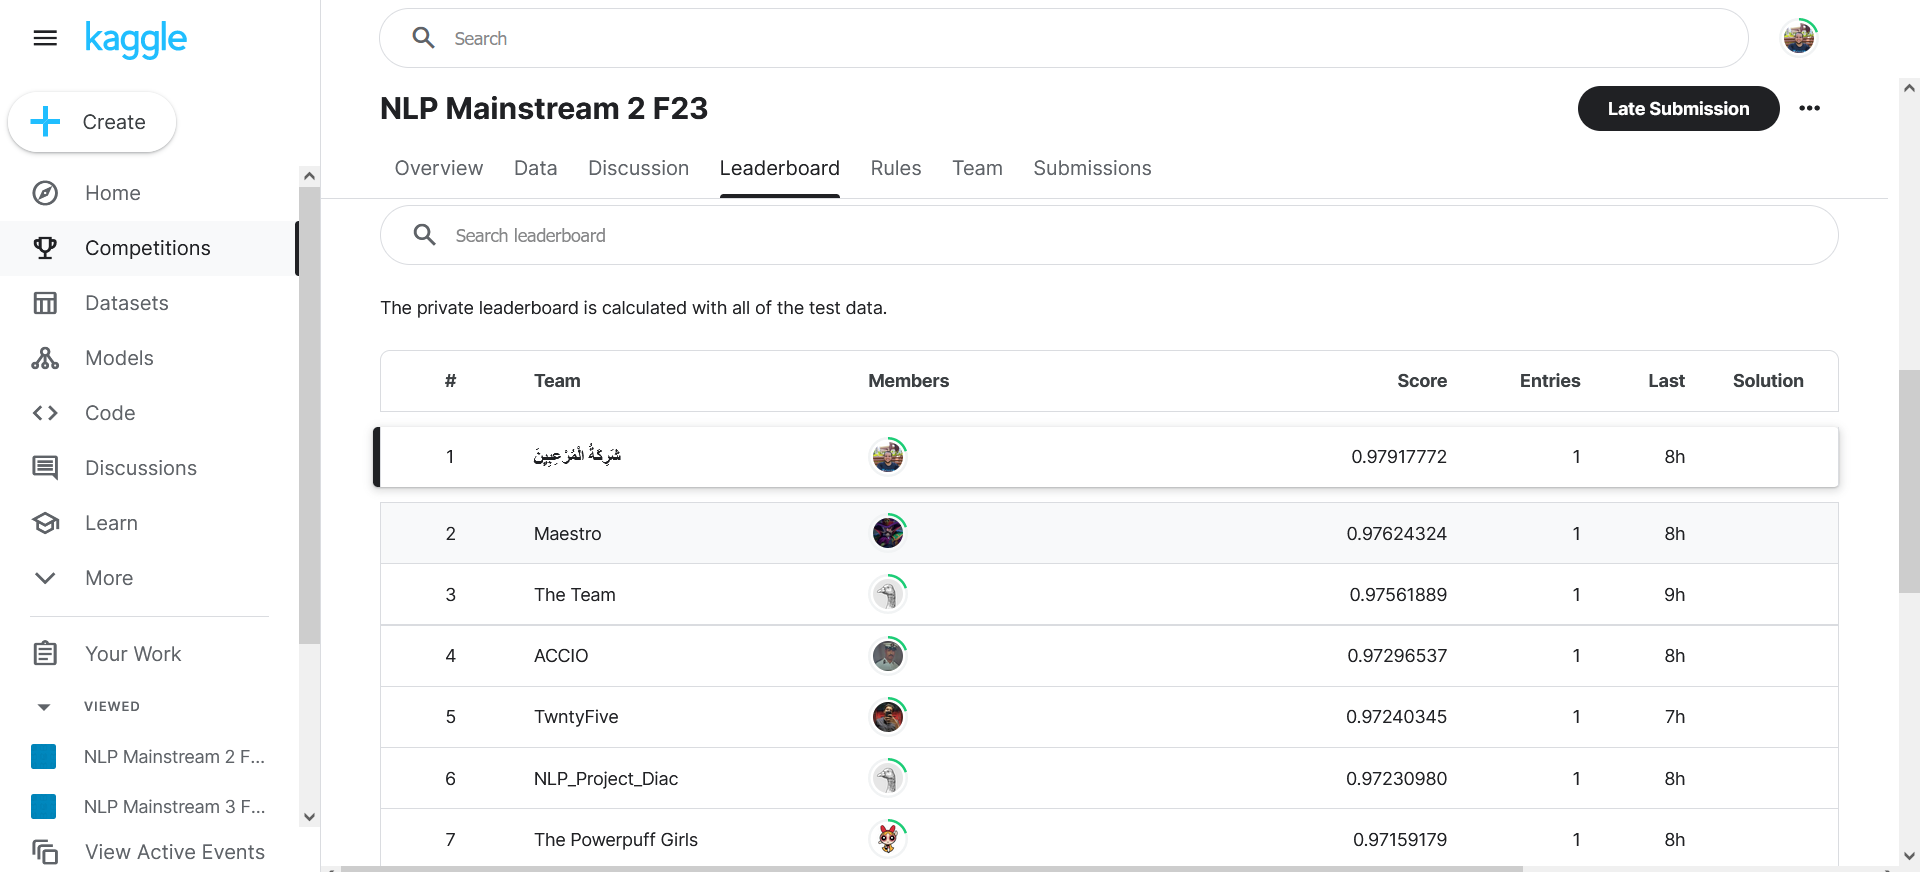 kaggle
Search
Create
Home
Competitions
Datasets
Models
Code
Discussions
Learn
More
Your Work
VIEWED
NLP Mainstream 2 F...
NLP Mainstream 3 F...
View Active Events
NLP Mainstream 2 F23
Late Submission
Overview Data Discussion Leaderboard Rules Team Submissions
Search leaderboard
The private leaderboard is calculated with all of the test data.
# Team Members Score Entries Last Solution
1 شَرِكَةُ الْمُرْعِبِينَ 0.97917772 1 8h
2 Maestro 0.97624324 1 8h
3 The Team 0.97561889 1 9h
4 ACCIO 0.97296537 1 8h
5 TwntyFive 0.97240345 1 7h
6 NLP_Project_Diac 0.97230980 1 8h
7 The Powerpuff Girls 0.97159179 1 8h